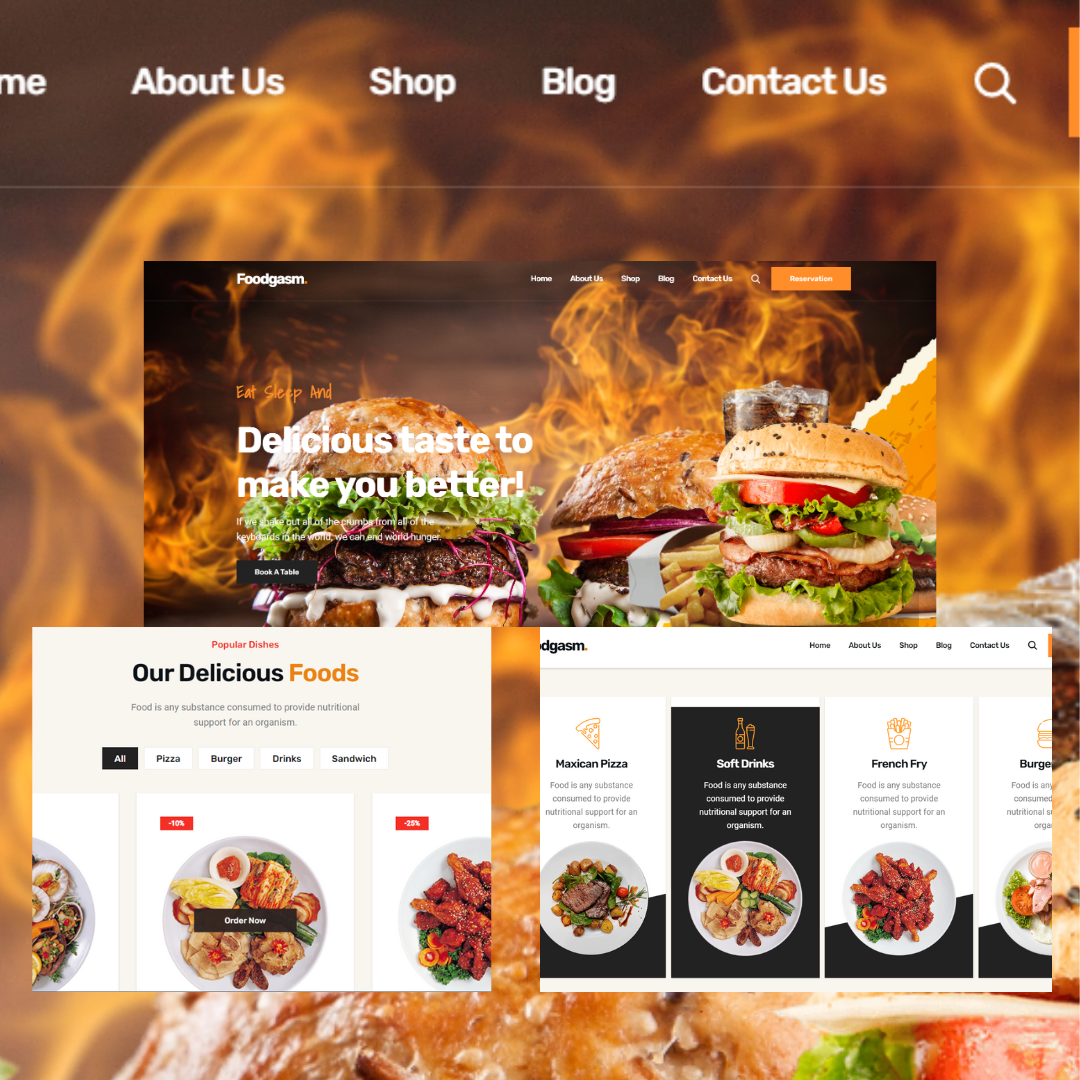 me About Us Shop Blog Contact Us
Foodgasm.
Home About Us Shop Blog Contact Us Reservation
Eat Sleep And
Delicious taste to
make you better!
If we shake out all of the crumbs from all of the
keyboards in the world, we can end world hunger.
Book A Table
Popular Dishes
Our Delicious Foods
Food is any substance consumed to provide nutritional
support for an organism.
All Pizza Burger Drinks Sandwich
-10%
-25%
Order Now
dgasm.
Home About Us Shop Blog Contact Us
Maxican Pizza
Food is any substance
consumed to provide
nutritional support for an
organism.
Soft Drinks
Food is any substance
consumed to provide
nutritional support for an
organism.
French Fry
Food is any substance
consumed to provide
nutritional support for an
organism.
Burge
Food is any
consumed
nutritional su
orga